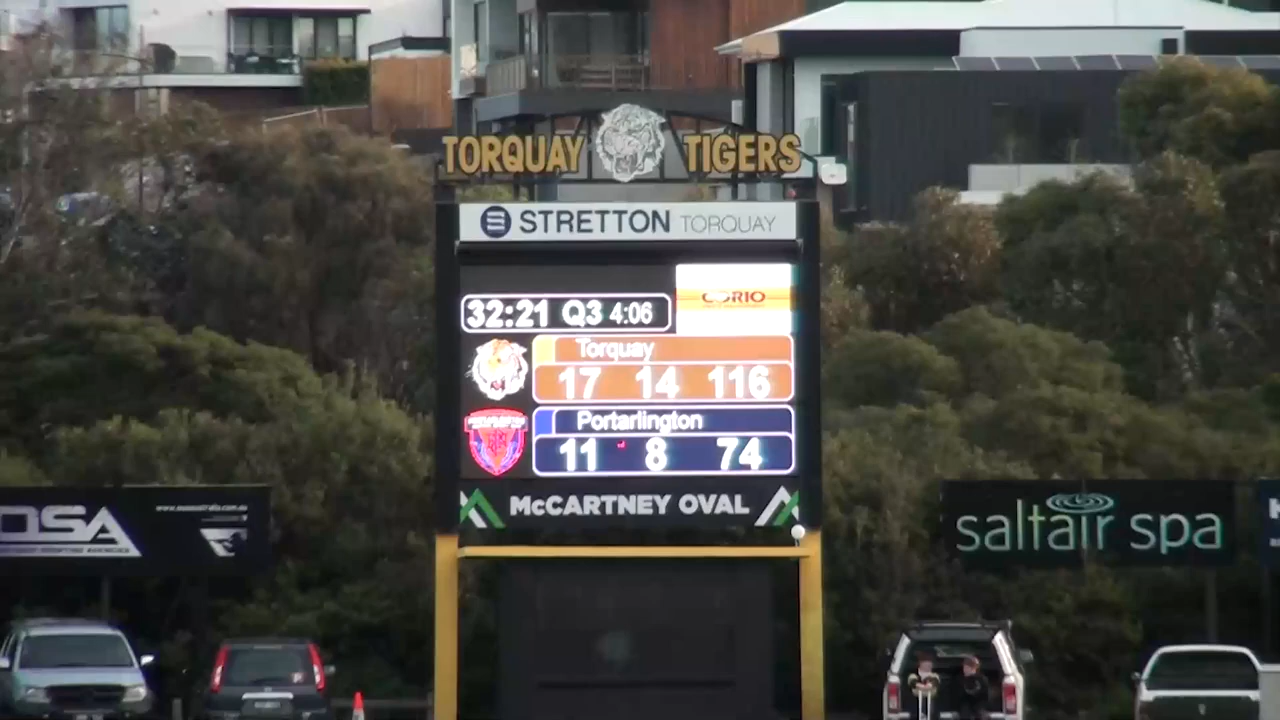 TORQUAY TIGERS
STRETTON TORQUAY
CORIO
32:21 Q3 4:06
Torquay
17 14 116
Portarlington
11 8 74
McCARTNEY OVAL
OSA
saltair spa